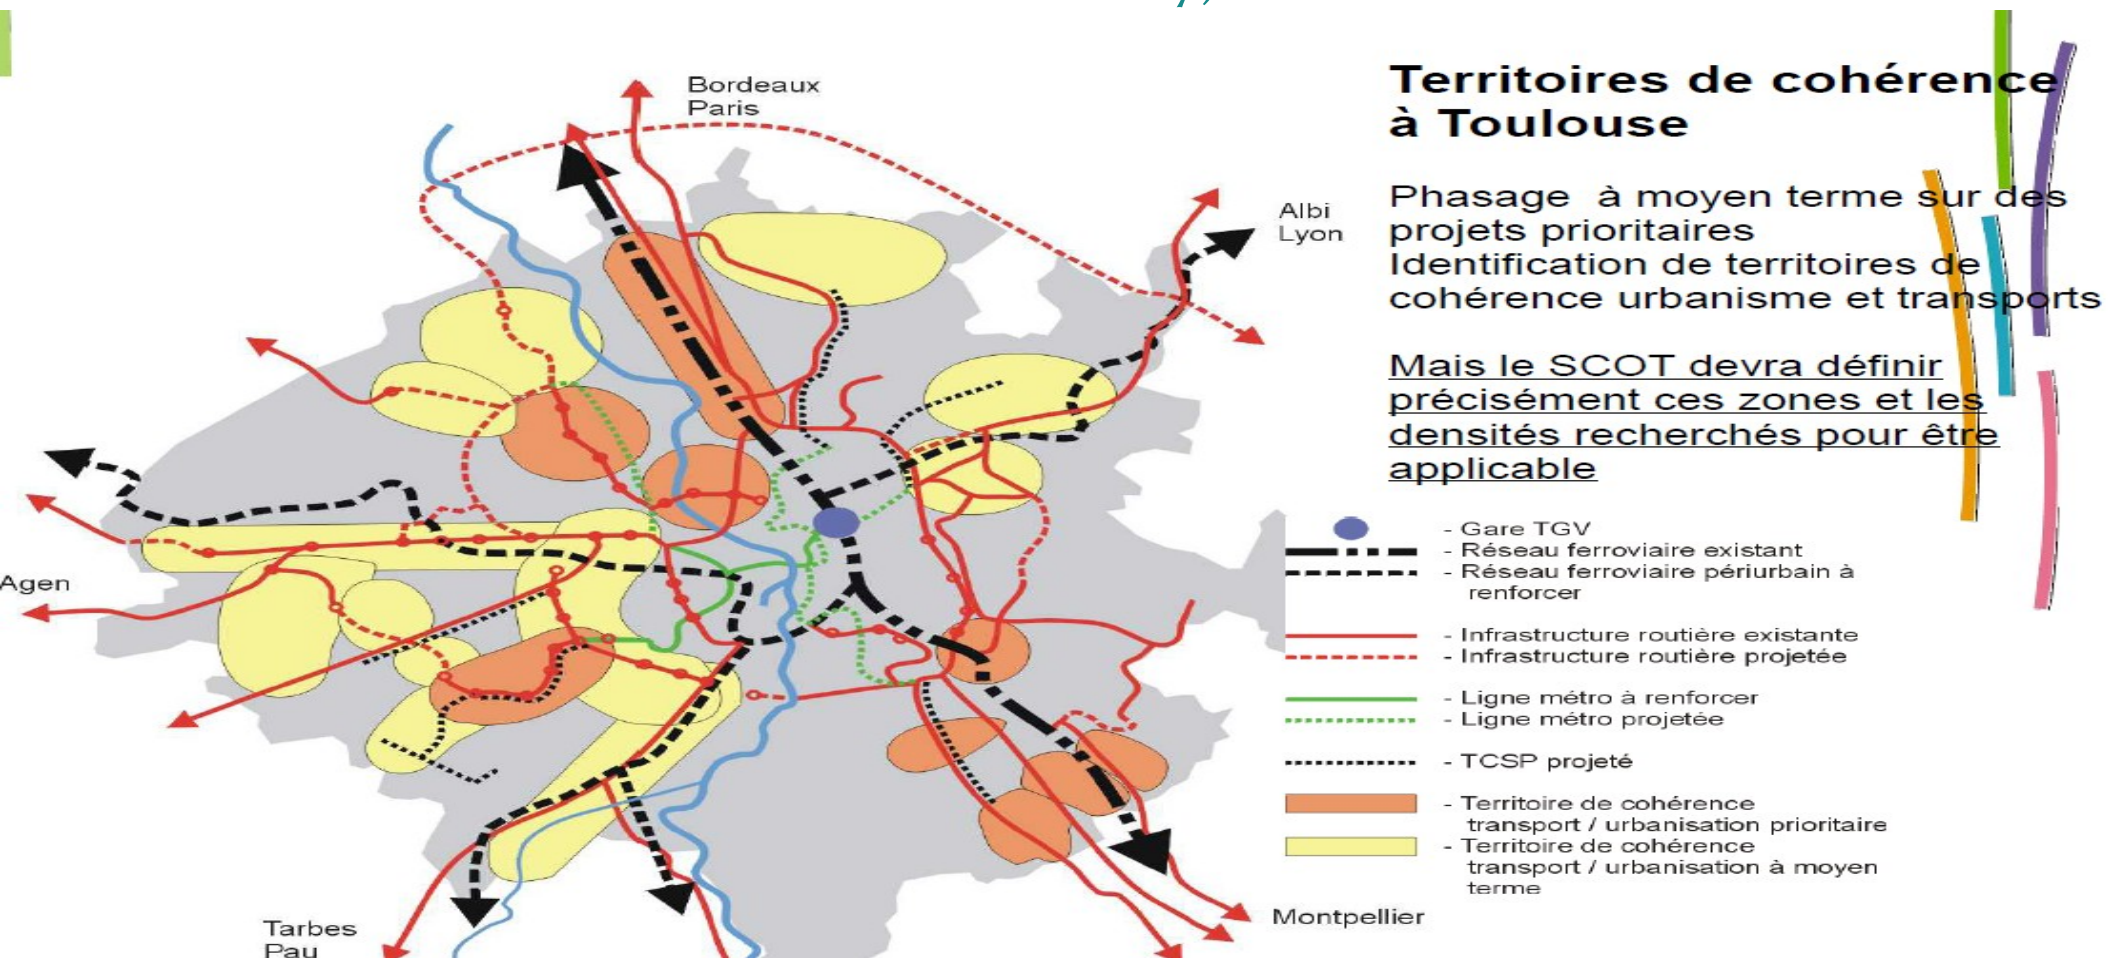 Bordeaux
Paris
Albi
Lyon
Agen
Tarbes
Pau
Montpellier
Territoires de cohérence
à Toulouse
Phasage à moyen terme sur des
projets prioritaires
Identification de territoires de
cohérence urbanisme et transports
Mais le SCOT devra définir
précisément ces zones et les
densités recherchés pour être
applicable
- Gare TGV
- Réseau ferroviaire existant
- Réseau ferroviaire périurbain à
renforcer
- Infrastructure routière existante
- Infrastructure routière projetée
- Ligne métro à renforcer
- Ligne métro projetée
- TCSP projeté
- Territoire de cohérence
transport / urbanisation prioritaire
- Territoire de cohérence
transport / urbanisation à moyen
terme